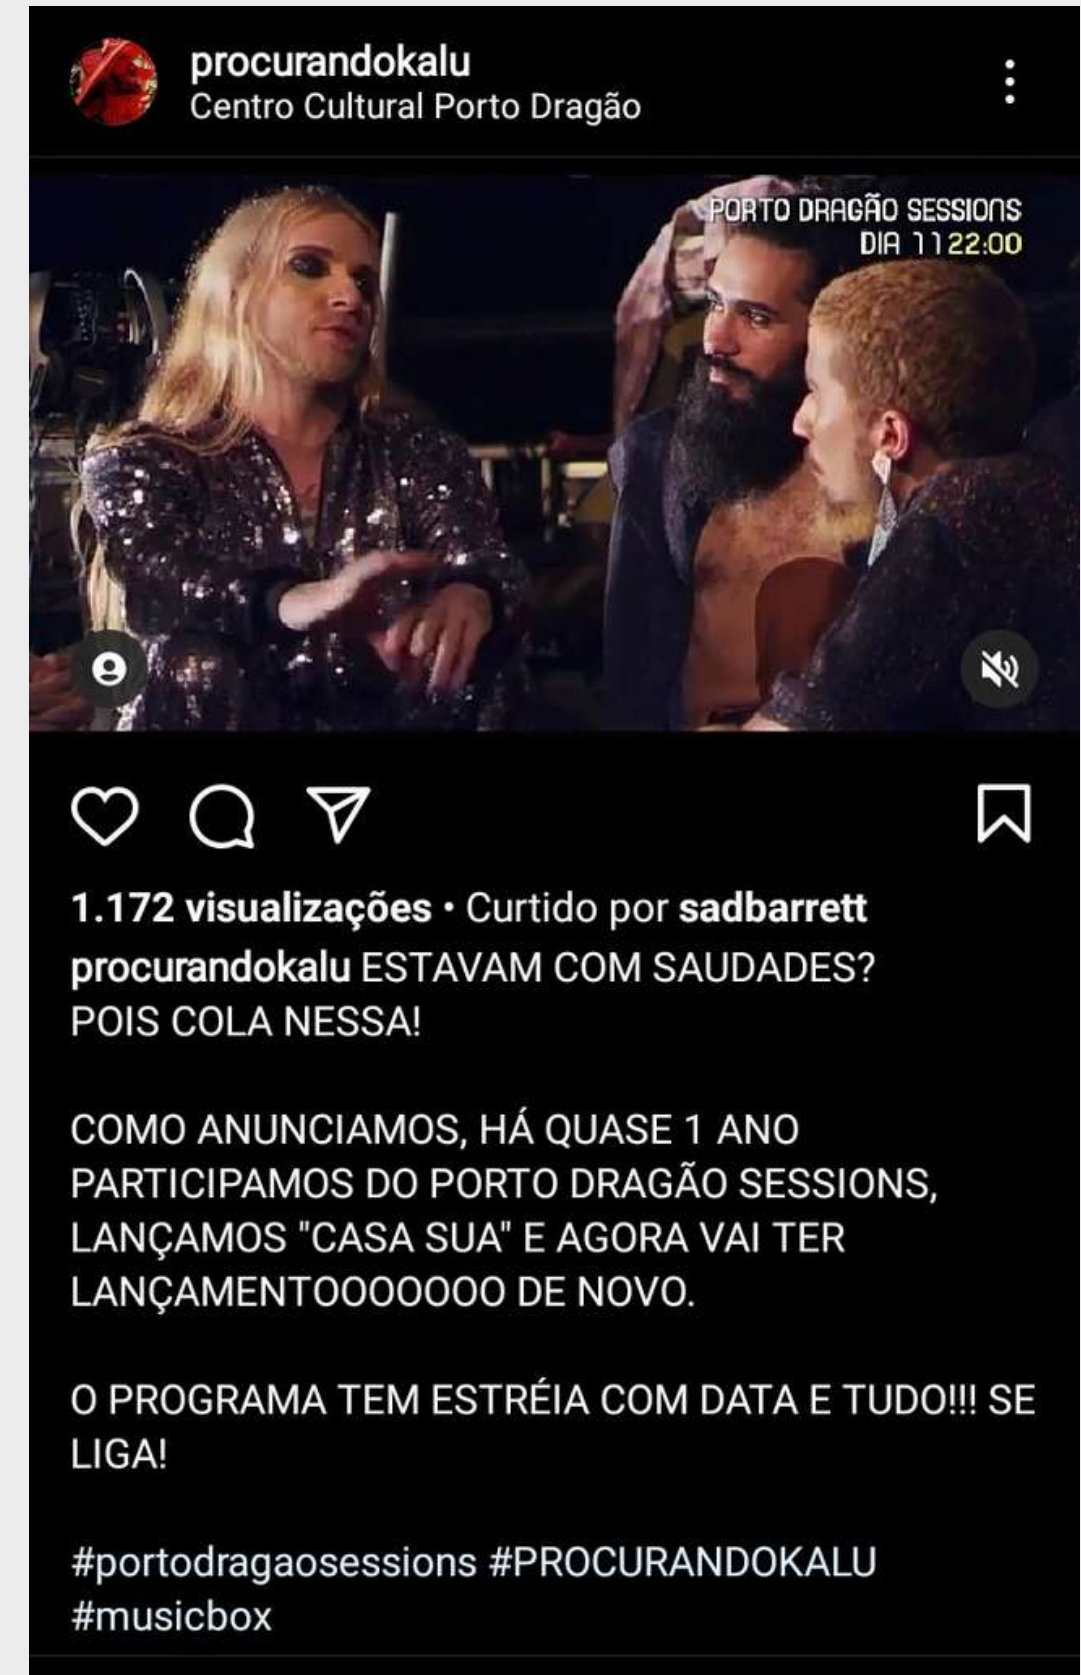 procurandokalu
Centro Cultural Porto Dragão
PORTO DRAGÃO SESSIONS
DIA 11 22:00
1.172 visualizações • Curtido por sadbarrett
procurandokalu ESTAVAM COM SAUDADES?
POIS COLA NESSA!
COMO ANUNCIAMOS, HÁ QUASE 1 ANO
PARTICIPAMOS DO PORTO DRAGÃO SESSIONS,
LANÇAMOS "CASA SUA" E AGORA VAI TER
LANÇAMENTOOOOOOO DE NOVO.
O PROGRAMA TEM ESTRÉIA COM DATA E TUDO!!! SE
LIGA!
#portodragaosessions #PROCURANDOKALU
#musicbox